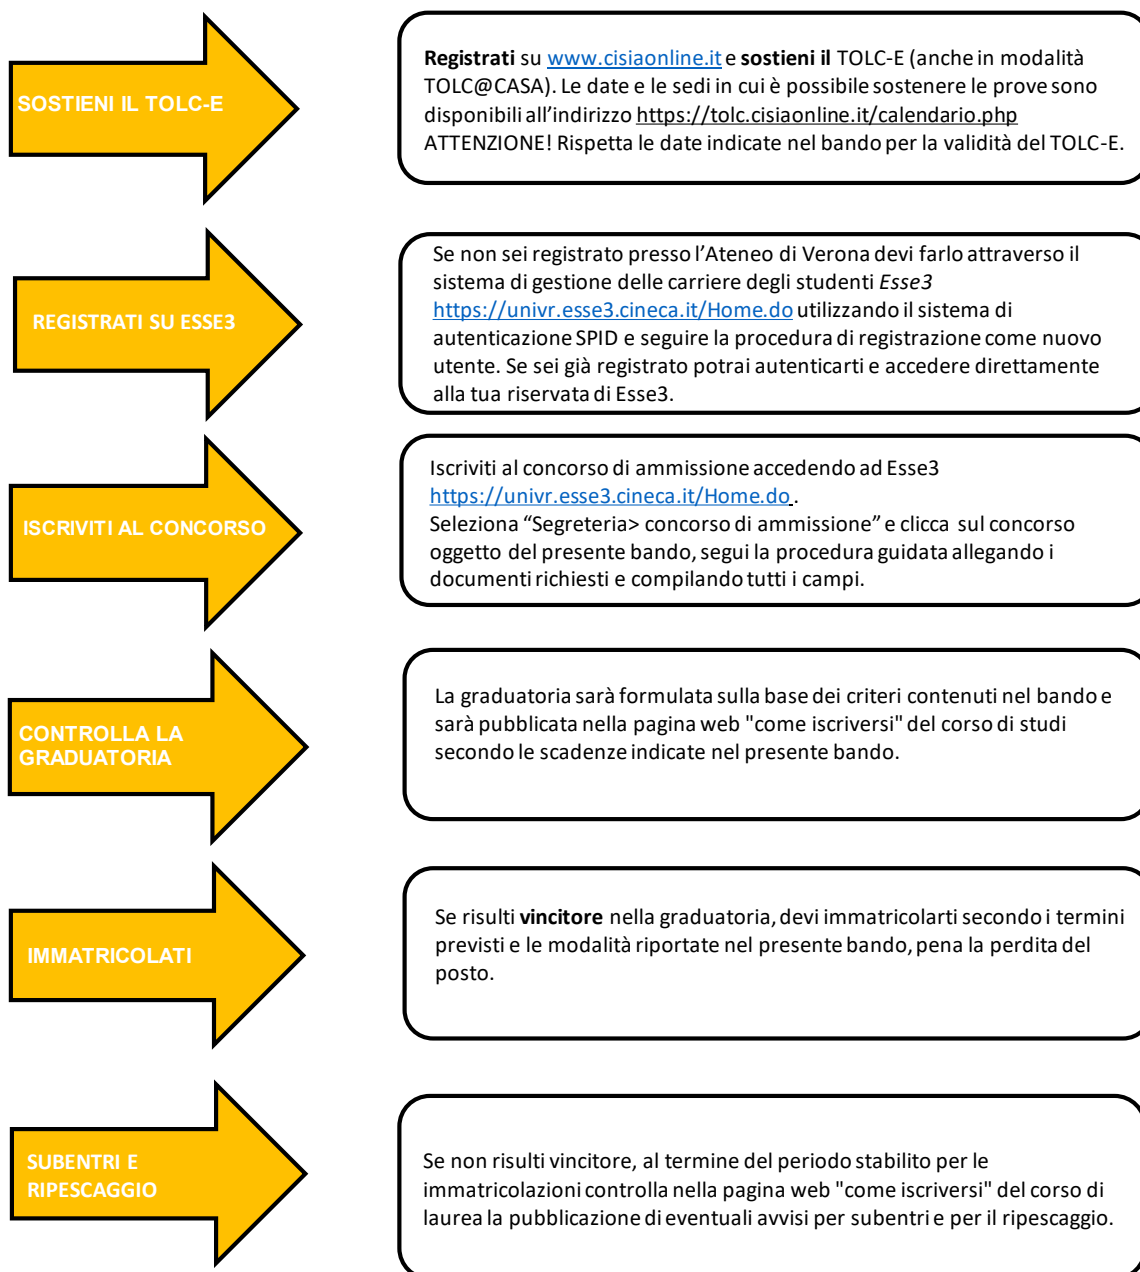 SOSTIENI IL TOLC-E
Registrati su www.cisiaonline.it e sostieni il TOLC-E (anche in modalità
TOLC@CASA). Le date e le sedi in cui è possibile sostenere le prove sono
disponibili all'indirizzo https://tolc.cisiaonline.it/calendario.php
ATTENZIONE! Rispetta le date indicate nel bando per la validità del TOLC-E.
REGISTRATI SU ESSE3
Se non sei registrato presso l'Ateneo di Verona devi farlo attraverso il
sistema di gestione delle carriere degli studenti Esse3
https://univr.esse3.cineca.it/Home.do utilizzando il sistema di
autenticazione SPID e seguire la procedura di registrazione come nuovo
utente. Se sei già registrato potrai autenticarti e accedere direttamente
alla tua riservata di Esse3.
ISCRIVITI AL CONCORSO
Iscriviti al concorso di ammissione accedendo ad Esse3
https://univr.esse3.cineca.it/Home.do .
Seleziona “Segreteria> concorso di ammissione” e clicca sul concorso
oggetto del presente bando, segui la procedura guidata allegando i
documenti richiesti e compilando tutti i campi.
CONTROLLA LA
GRADUATORIA
La graduatoria sarà formulata sulla base dei criteri contenuti nel bando e
sarà pubblicata nella pagina web "come iscriversi" del corso di studi
secondo le scadenze indicate nel presente bando.
IMMATRICOLATI
Se risulti vincitore nella graduatoria, devi immatricolarti secondo i termini
previsti e le modalità riportate nel presente bando, pena la perdita del
posto.
SUBENTRI E
RIPESCAGGIO
Se non risulti vincitore, al termine del periodo stabilito per le
immatricolazioni controlla nella pagina web "come iscriversi" del corso di
laurea la pubblicazione di eventuali avvisi per subentri e per il ripescaggio.